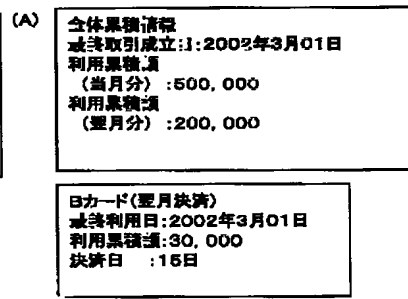 (A)
全体累積情報
最終取引成立日:2002年3月01日
利用累積額
(当月分) :500,000
利用累積額
(翌月分) :200,000
Bカード(翌月決済)
最終利用日:2002年3月01日
利用累積額:30,000
決済日 :15日